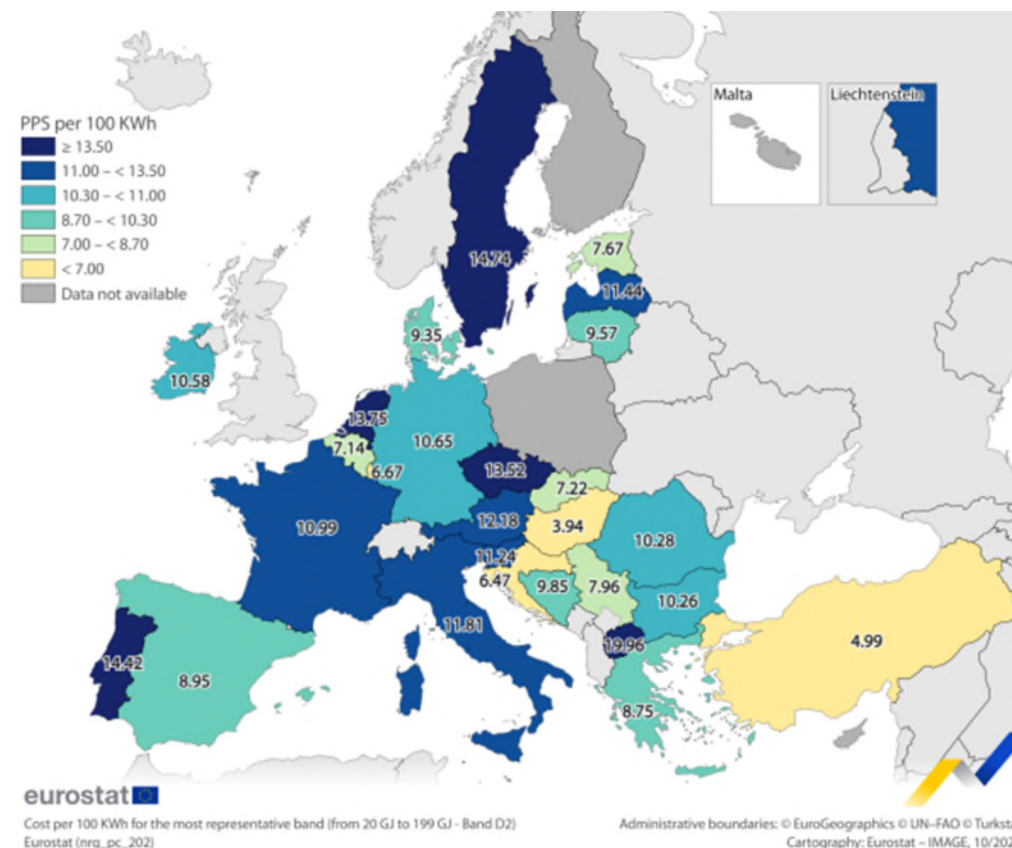 PPS per 100 KWh
≥ 13.50
11.00 – < 13.50
10.30 – < 11.00
8.70 – < 10.30
7.00 – < 8.70
< 7.00
Data not available
Malta
Liechtenstein
14.74
7.67
11.44
9.57
9.35
10.58
13.75
10.65
7.14
6.67
13.52
7.22
10.99
12.18
3.94
11.24
10.28
6.47
9.85
7.96
10.26
11.81
19.96
4.99
14.42
8.95
8.75
eurostat
Cost per 100 KWh for the most representative band (from 20 GJ to 199 GJ - Band D2)
Eurostat (nrg_pc_202)
Administrative boundaries: © EuroGeographics © UN–FAO © Turksta
Cartography: Eurostat – IMAGE, 10/202